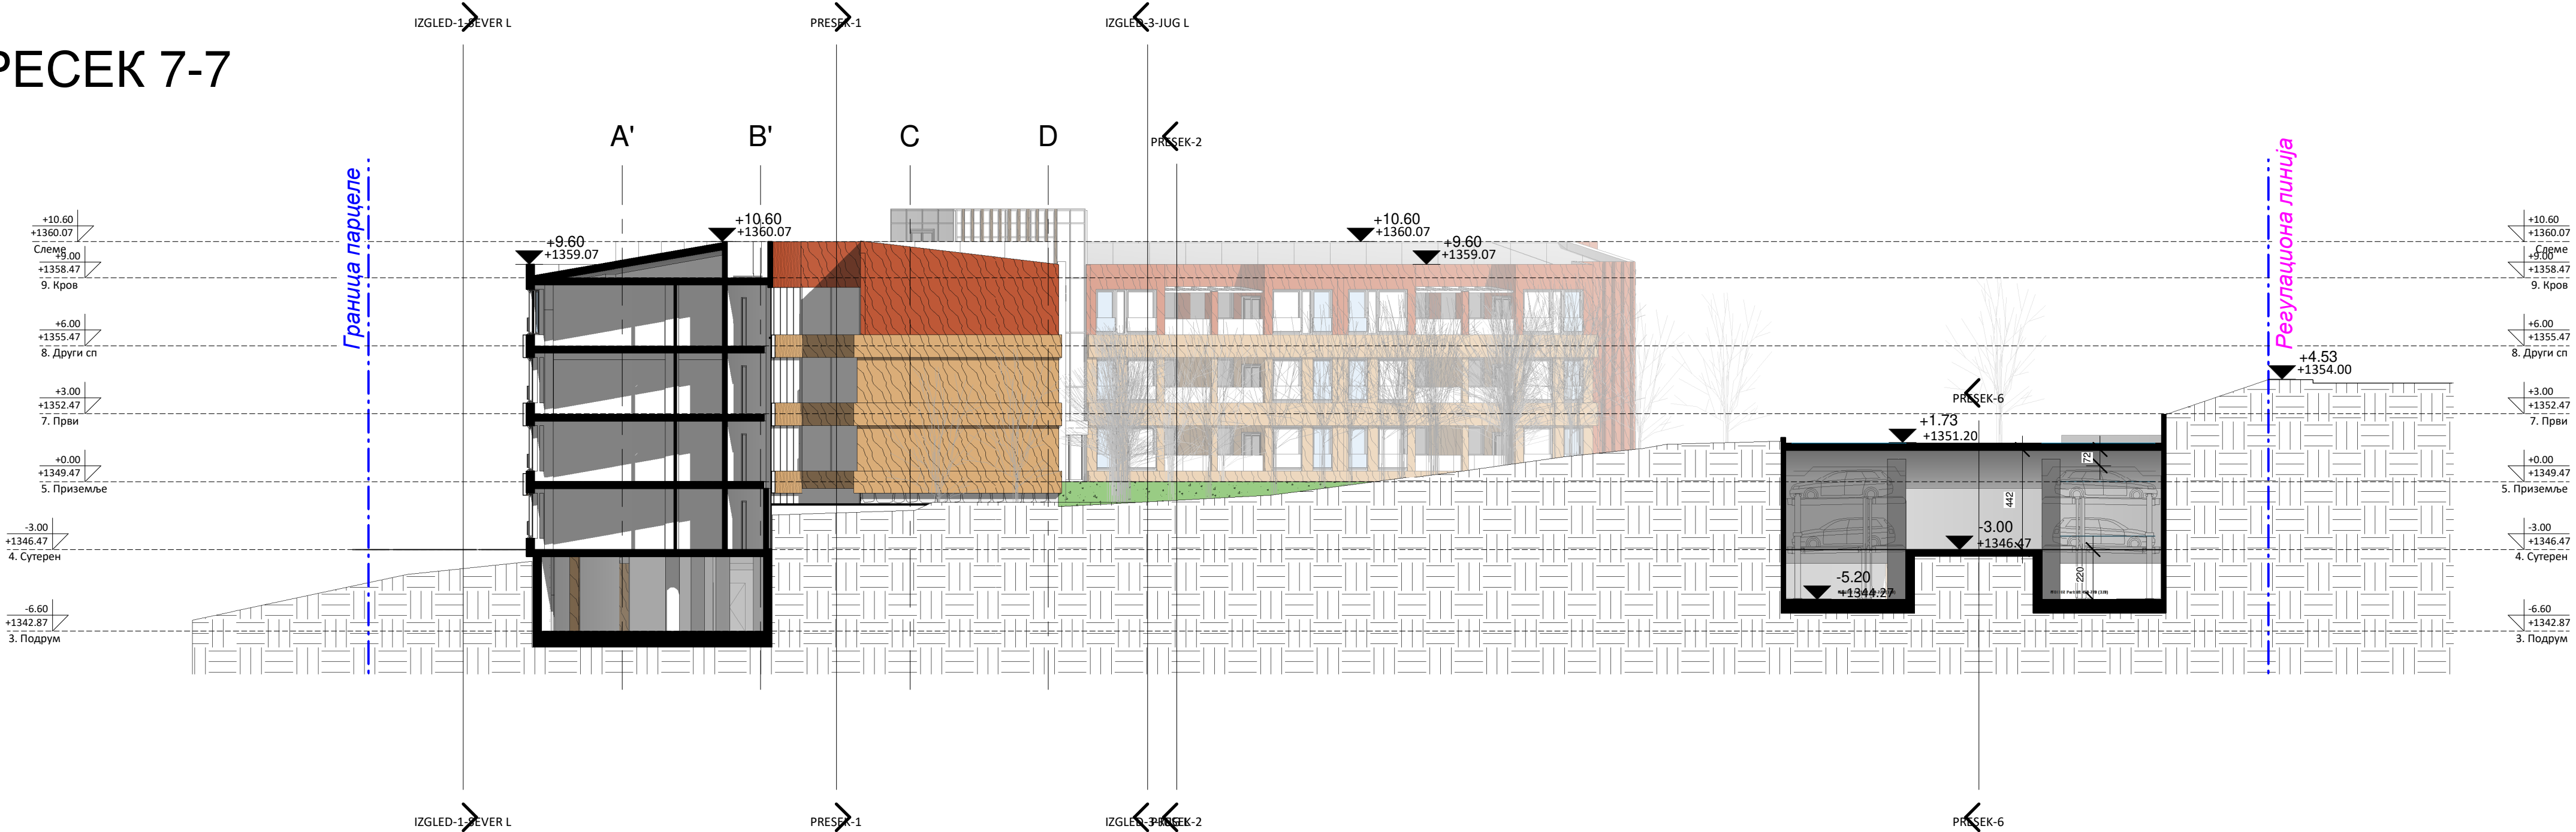 IZGLED-1-SEVER L
PRESEK-1
IZGLED-3-JUG L
РЕСЕК 7-7
A'
B'
C
D
PRESEK-2
Граница парцеле
Регулациона линија
+10.60
+1360.07
Слеме
+9.00
+1358.47
9. Кров
+6.00
+1355.47
8. Други сп
+3.00
+1352.47
7. Први
+0.00
+1349.47
5. Приземље
-3.00
+1346.47
4. Сутерен
-6.60
+1342.87
3. Подрум
+9.60
+1359.07
+10.60
+1360.07
+10.60
+1360.07
+9.60
+1359.07
PRESEK-6
+1.73
+1351.20
72
442
-3.00
+1346.47
220
-5.20
+1344.27
+4.53
+1354.00
+10.60
+1360.07
Слеме
+9.00
+1358.47
9. Кров
+6.00
+1355.47
8. Други сп
+3.00
+1352.47
7. Први
+0.00
+1349.47
5. Приземље
-3.00
+1346.47
4. Сутерен
-6.60
+1342.87
3. Подрум
IZGLED-1-SEVER L
PRESEK-1
IZGLED-3-JUG L
PRESEK-2
PRESEK-6